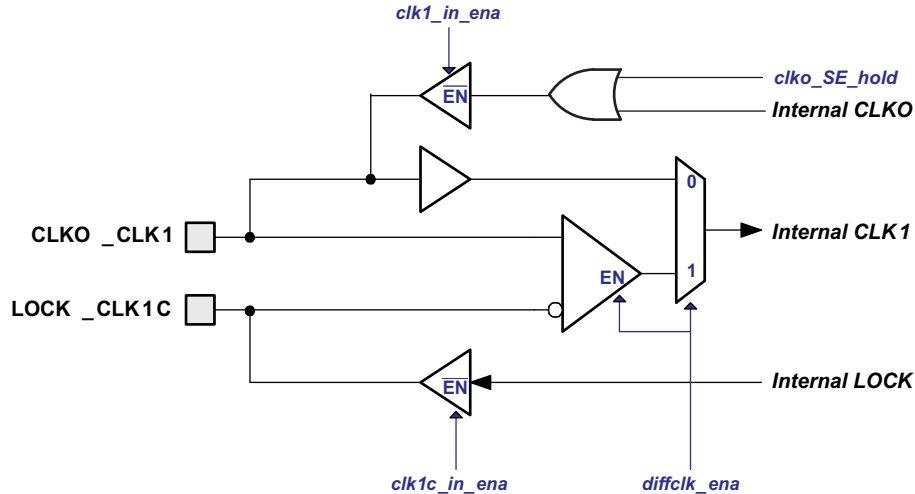 clk1_in_ena
EN
clko_SE_hold
Internal CLKO
0
CLKO _CLK1
Internal CLK1
EN
1
LOCK _CLK1C
EN
Internal LOCK
clk1c_in_ena
diffclk_ena